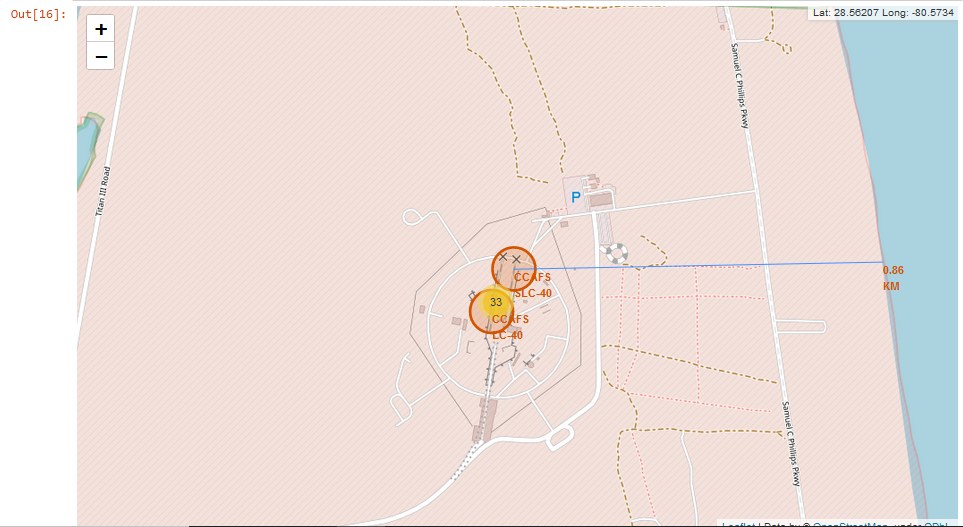 Out[16]:
+
−
Lat: 28.56207 Long: -80.5734
Samuel C Phillips Pkwy
Titan III Road
P
CCAFS
SLC-40
0.86
KM
33
CCAFS
LC-40
Samuel C Phillips Pkwy
Leaflet | Data by © OpenStreetMap, under ODbL.